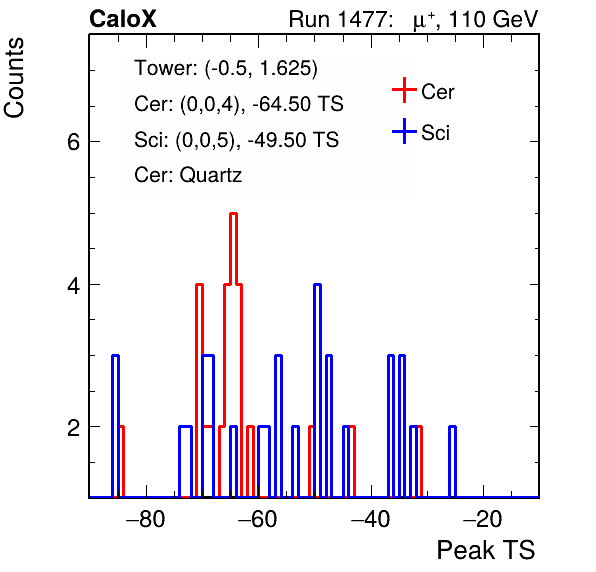 CaloX Run 1477: μ⁺, 110 GeV
Counts
Tower: (-0.5, 1.625)
Cer: (0,0,4), -64.50 TS
Sci: (0,0,5), -49.50 TS
Cer: Quartz
Cer
Sci
6
4
2
−80 −60 −40 −20
Peak TS